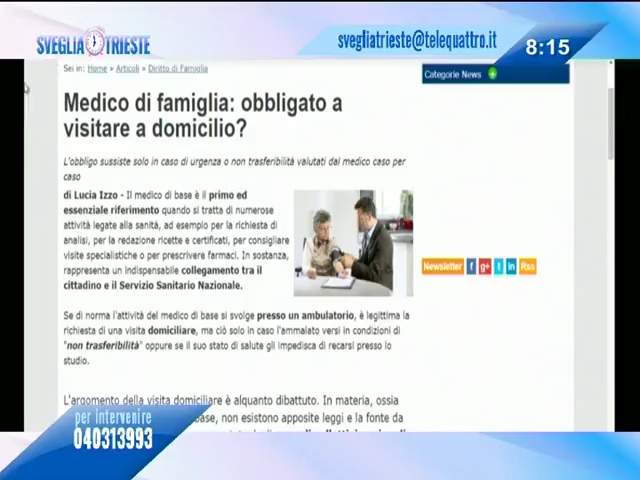 SVEGLIA TRIESTE
svegliatrieste@telequattro.it
8:15
Sei in: Home » Articoli » Diritto di Famiglia
Categorie News
Medico di famiglia: obbligato a
visitare a domicilio?
L'obbligo sussiste solo in caso di urgenza o non trasferibilità valutati dal medico caso per
caso
di Lucia Izzo - Il medico di base è il primo ed
essenziale riferimento quando si tratta di numerose
attività legate alla sanità, ad esempio per la richiesta di
analisi, per la redazione ricette e certificati, per consigliare
visite specialistiche o per prescrivere farmaci. In sostanza,
rappresenta un indispensabile collegamento tra il
cittadino e il Servizio Sanitario Nazionale.
Newsletter f g+ t in Rss
Se di norma l'attività del medico di base si svolge presso un ambulatorio, è legittima la
richiesta di una visita domiciliare, ma ciò solo in caso l'ammalato versi in condizioni di
"non trasferibilità" oppure se il suo stato di salute gli impedisca di recarsi presso lo
studio.
L'argomento della visita domiciliare è alquanto dibattuto. In materia, ossia
base, non esistono apposite leggi e la fonte da
per intervenire
040313993